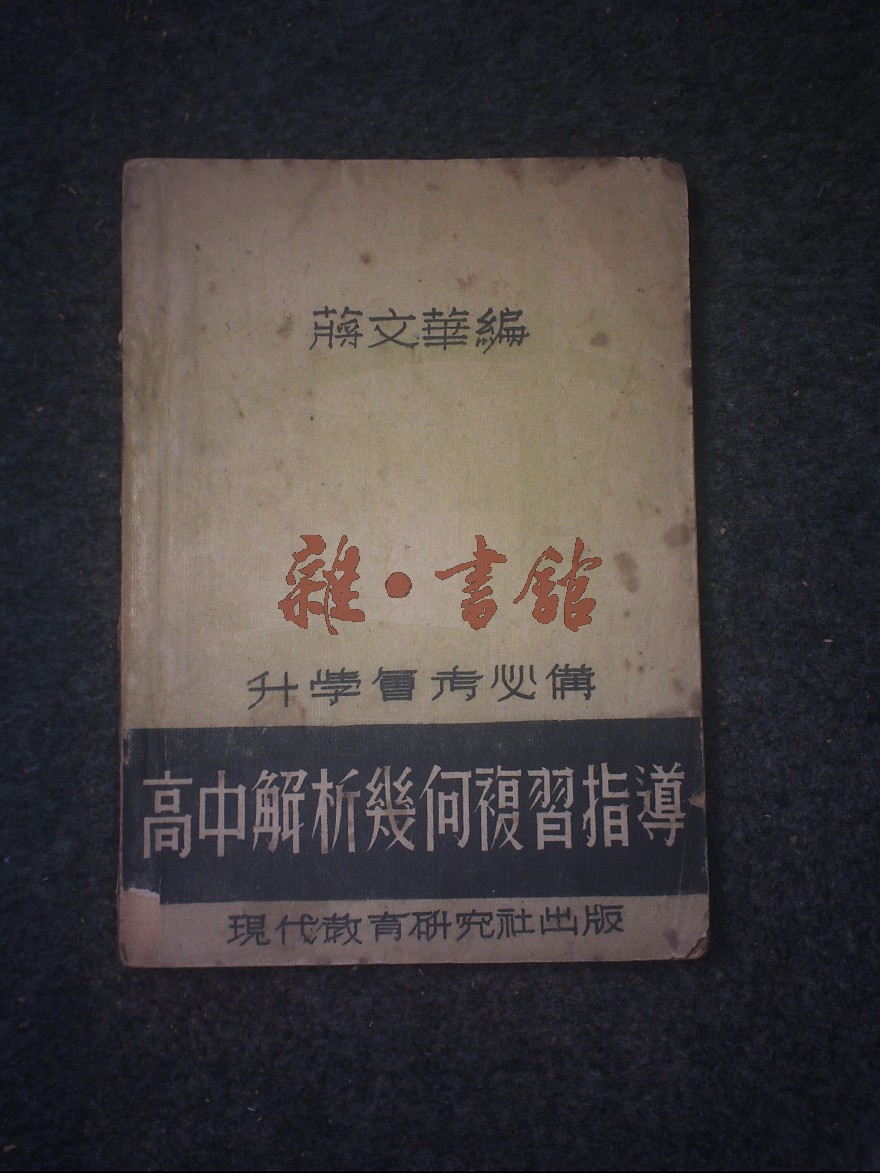 蔣文華編
雜·書館
升學會考必備
高中解析幾何複習指導
現代教育研究社出版